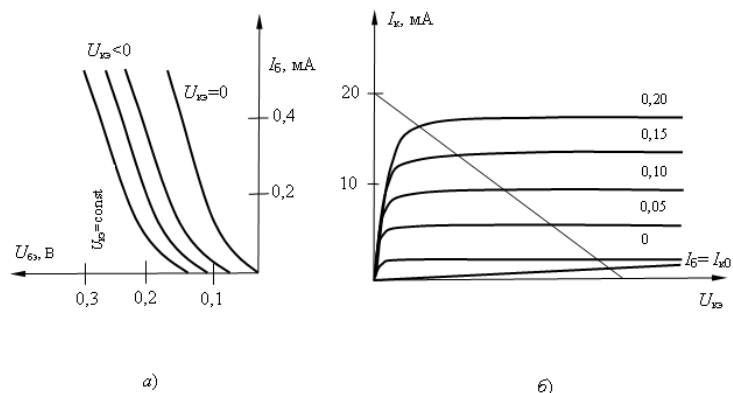 Uкэ<0
Iб, мА
Uкэ=0
0,4
0,2
Uкэ=const
Uбэ, В
0,3
0,2
0,1
а)
Iк, мА
20
10
0,20
0,15
0,10
0,05
0
Iб= Iк0
Uкэ
б)